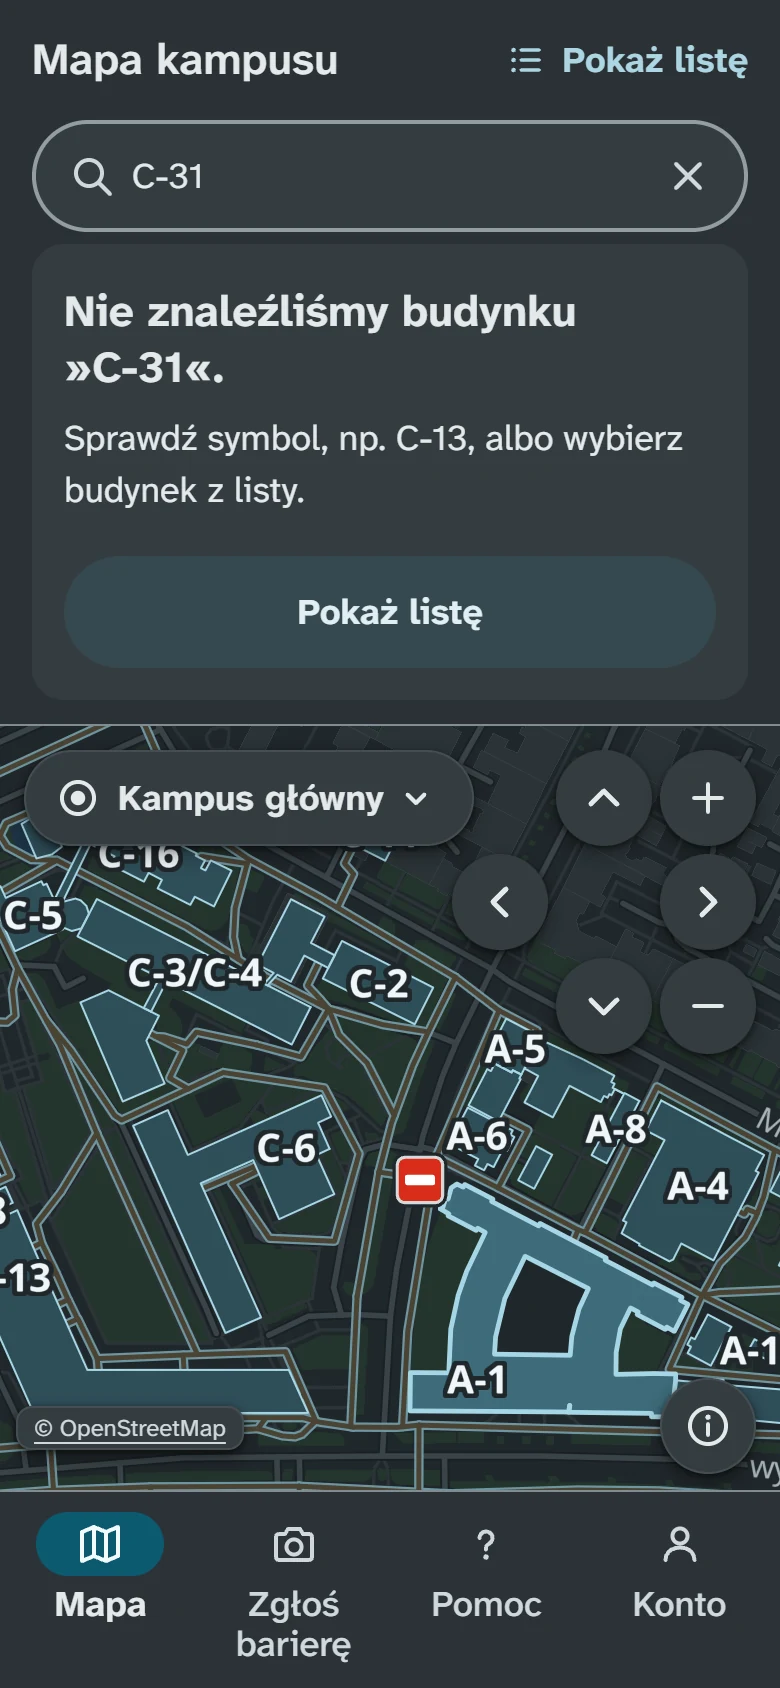 Mapa kampusu
Pokaż listę
C-31
Nie znaleźliśmy budynku
»C-31«.
Sprawdź symbol, np. C-13, albo wybierz
budynek z listy.
Pokaż listę
Kampus główny
C-16
C-5
C-3/C-4
C-2
A-5
A-6
A-8
C-6
A-4
-13
A-1
A-1
© OpenStreetMap
wy
Mapa
Zgłoś
barierę
Pomoc
Konto